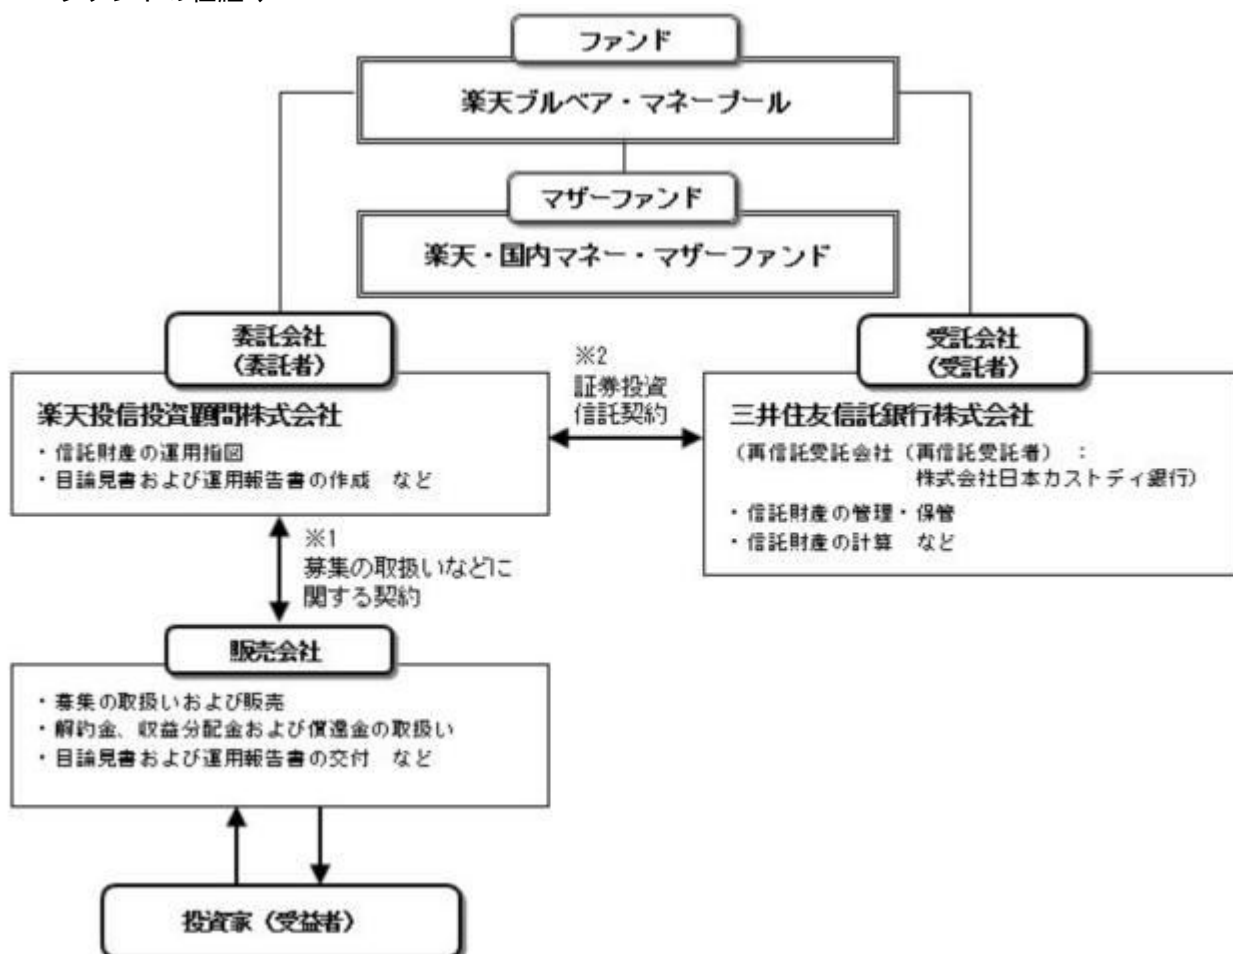 ファンド
楽天ブルベア・マネープール
マザーファンド
楽天・国内マネー・マザーファンド
委託会社
(委託者)
楽天投信投資顧問株式会社
・信託財産の運用指図
・目論見書および運用報告書の作成　など
※2
証券投資
信託契約
受託会社
(受託者)
三井住友信託銀行株式会社
(再信託受託会社(再信託受託者)：
株式会社日本カストディ銀行)
・信託財産の管理・保管
・信託財産の計算　など
※1
募集の取扱いなどに
関する契約
販売会社
・募集の取扱いおよび販売
・解約金、収益分配金および償還金の取扱い
・目論見書および運用報告書の交付　など
投資家(受益者)